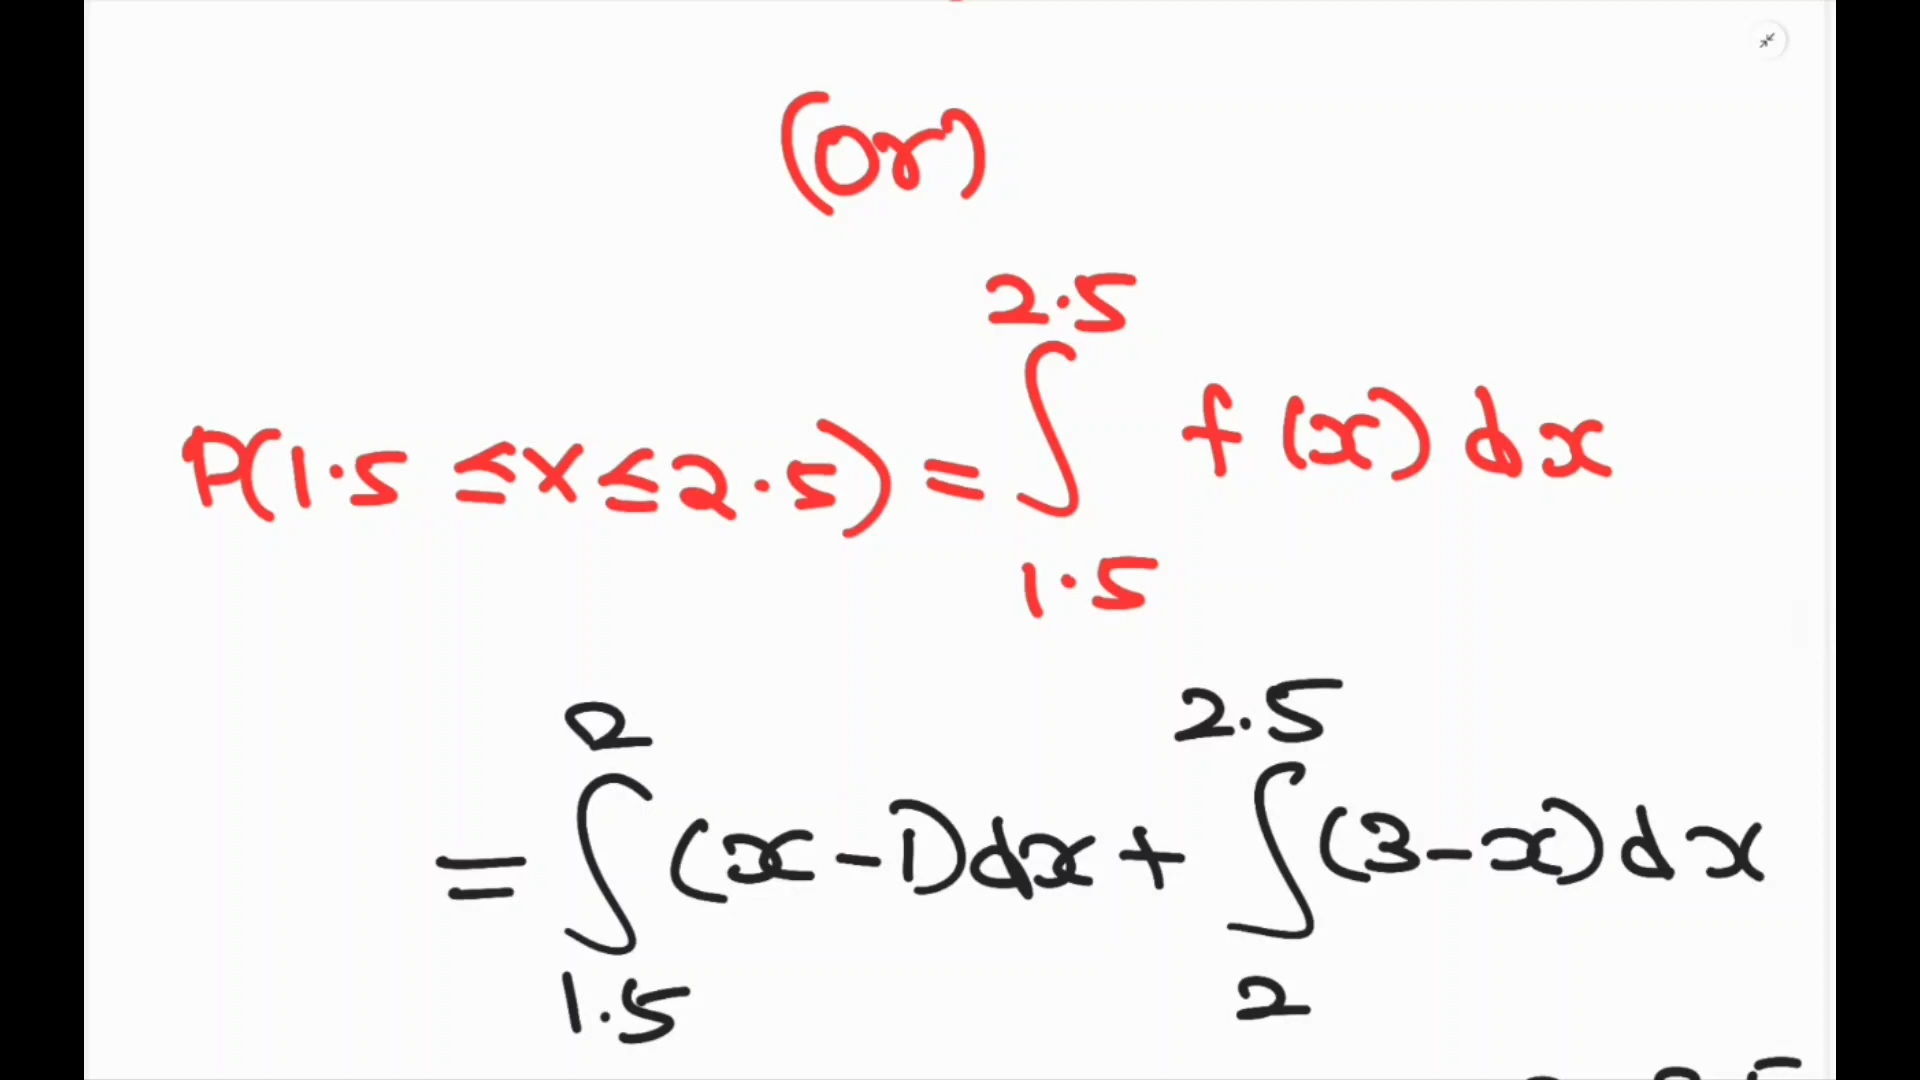 (or)
P(1.5 ≤ x ≤ 2.5) = ∫_{1.5}^{2.5} f(x) dx
= ∫_{1.5}^{2} (x-1) dx + ∫_{2}^{2.5} (3-x) dx